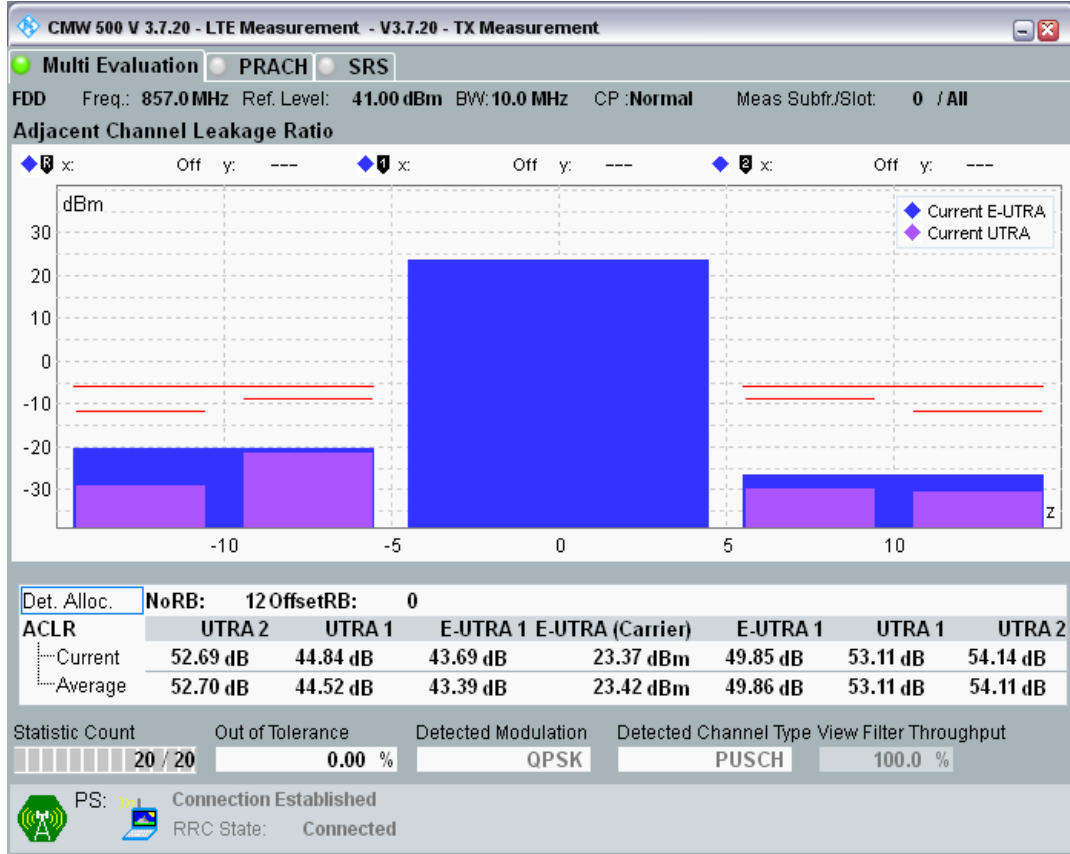 CMW 500 V 3.7.20 - LTE Measurement - V3.7.20 - TX Measurement
Multi Evaluation PRACH SRS
FDD Freq.: 857.0 MHz Ref. Level: 41.00 dBm BW: 10.0 MHz CP :Normal Meas Subfr./Slot: 0 / All
Adjacent Channel Leakage Ratio
R x: Off y: --- 1 x: Off y: --- 2 x: Off y: ---
dBm
Current E-UTRA
Current UTRA
30
20
10
0
-10
-20
-30
z
-10 -5 0 5 10
Det. Alloc. NoRB: 12 OffsetRB: 0
ACLR UTRA 2 UTRA 1 E-UTRA 1 E-UTRA (Carrier) E-UTRA 1 UTRA 1 UTRA 2
Current 52.69 dB 44.84 dB 43.69 dB 23.37 dBm 49.85 dB 53.11 dB 54.14 dB
Average 52.70 dB 44.52 dB 43.39 dB 23.42 dBm 49.86 dB 53.11 dB 54.11 dB
Statistic Count Out of Tolerance Detected Modulation Detected Channel Type View Filter Throughput
20 / 20 0.00 % QPSK PUSCH 100.0 %
PS: Connection Established
RRC State: Connected